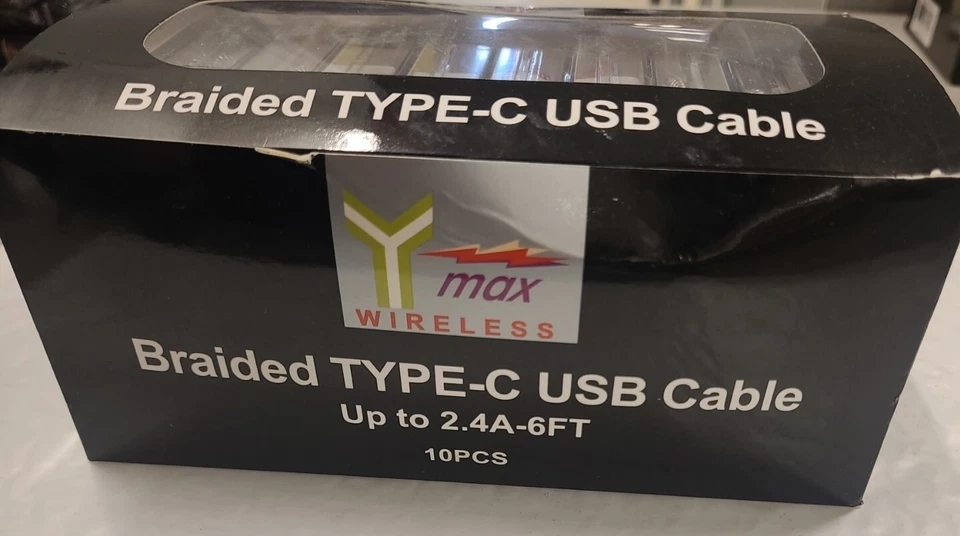 Braided TYPE-C USB Cable
Y max
WIRELESS
Braided TYPE-C USB Cable
Up to 2.4A-6FT
10PCS